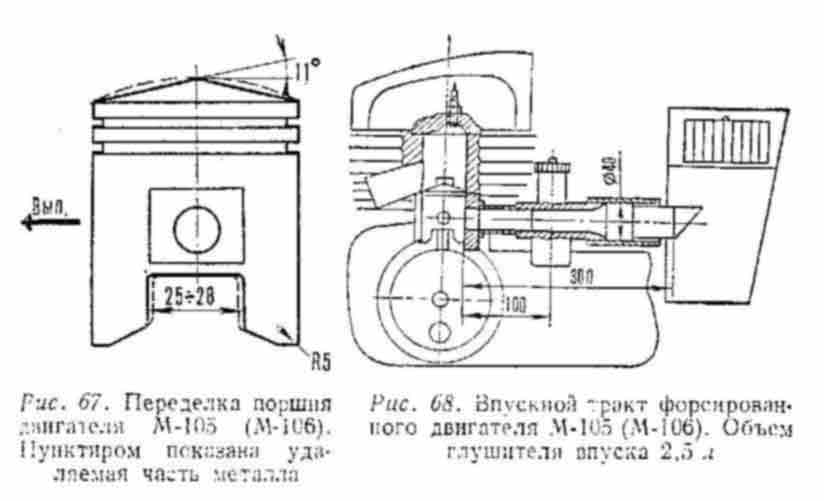 11°
Вып.
25÷28
R5
Рис. 67. Переделка поршня
двигателя М-105 (М-106).
Пунктиром показана уда-
ляемая часть металла
Ø40
300
100
Рис. 68. Впускной тракт форсирован-
ного двигателя М-105 (М-106). Объем
глушителя впуска 2,5 л